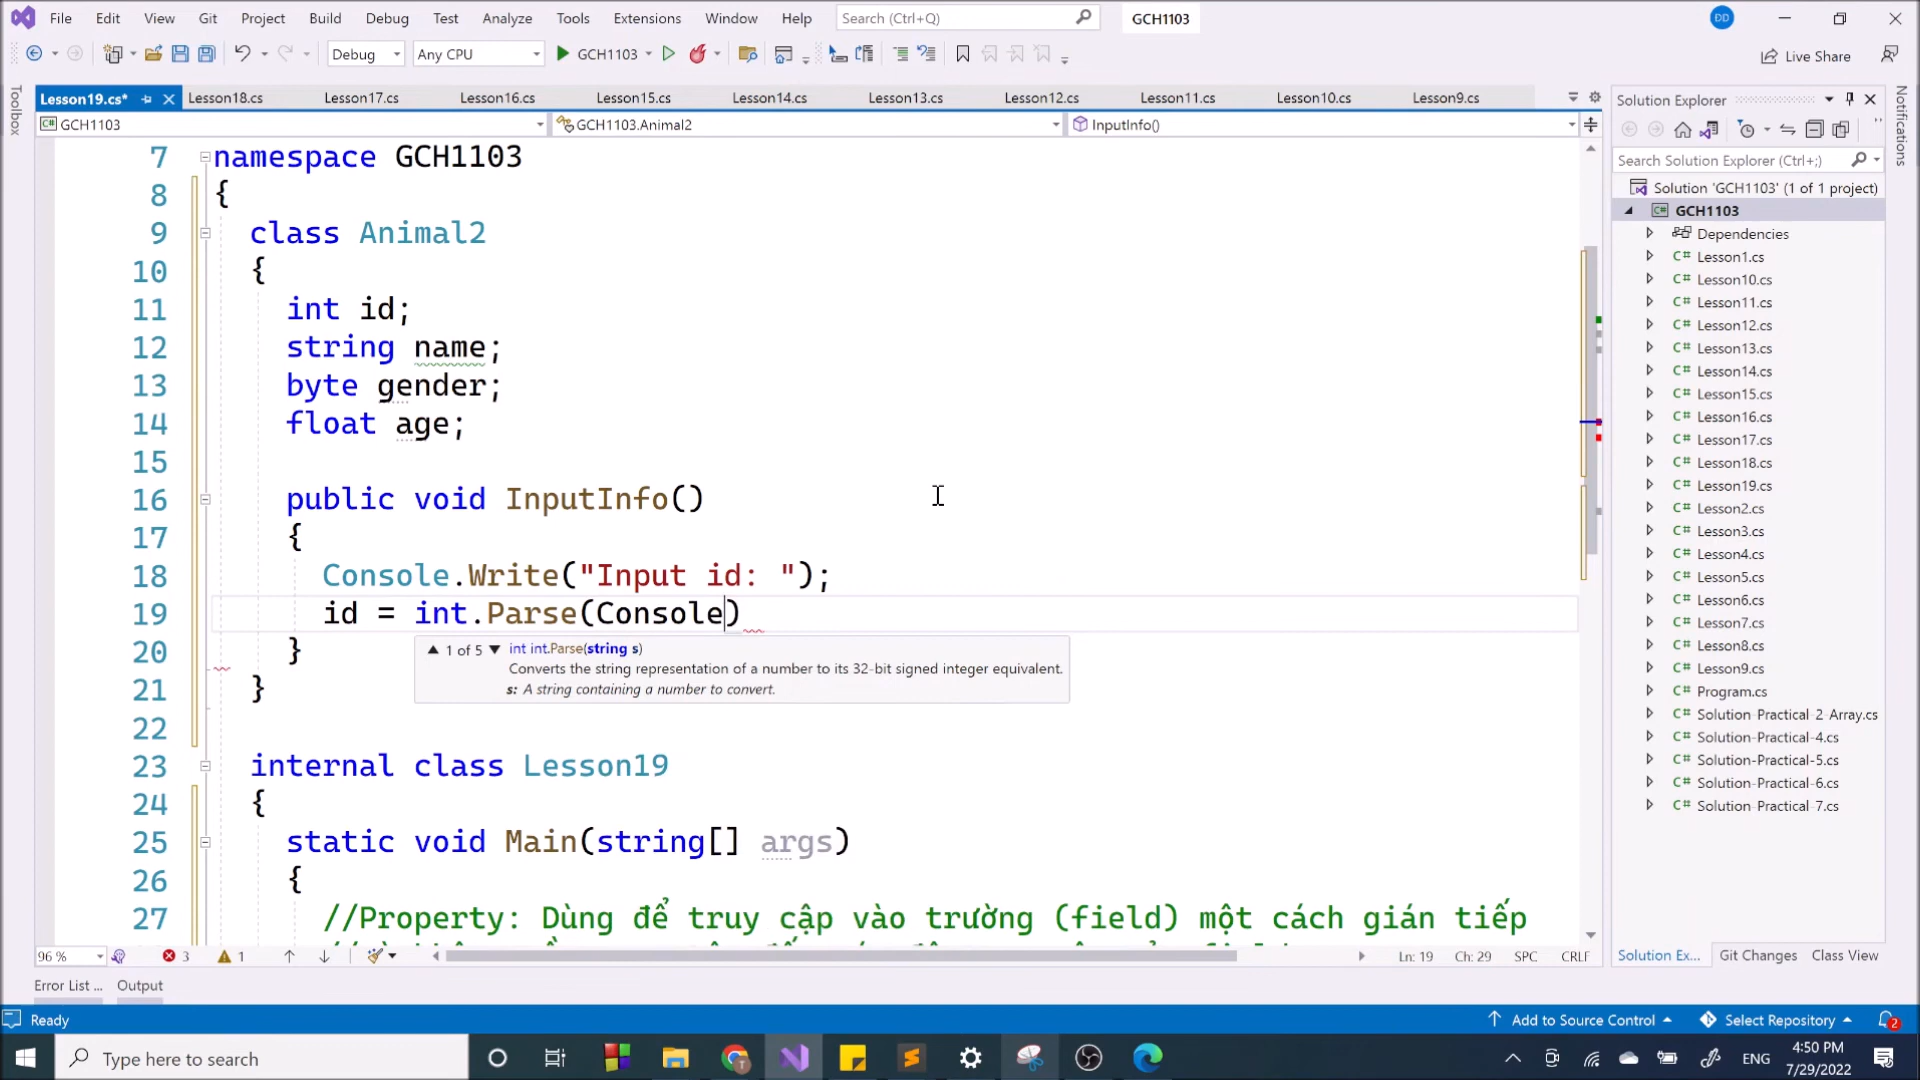 File Edit View Git Project Build Debug Test Analyze Tools Extensions Window Help Search (Ctrl+Q) GCH1103 DD
Debug Any CPU GCH1103 Live Share
Toolbox
Lesson19.cs* Lesson18.cs Lesson17.cs Lesson16.cs Lesson15.cs Lesson14.cs Lesson13.cs Lesson12.cs Lesson11.cs Lesson10.cs Lesson9.cs
GCH1103 GCH1103.Animal2 InputInfo()
7 namespace GCH1103
8 {
9 class Animal2
10 {
11 int id;
12 string name;
13 byte gender;
14 float age;
15
16 public void InputInfo()
17 {
18 Console.Write("Input id: ");
19 id = int.Parse(Console)
20 }
▲ 1 of 5 ▼ int int.Parse(string s)
Converts the string representation of a number to its 32-bit signed integer equivalent.
s: A string containing a number to convert.
21 }
22
23 internal class Lesson19
24 {
25 static void Main(string[] args)
26 {
27 //Property: Dùng để truy cập vào trường (field) một cách gián tiếp
96 % 3 1 Ln: 19 Ch: 29 SPC CRLF
Error List ... Output
Solution Explorer
Search Solution Explorer (Ctrl+;)
Solution 'GCH1103' (1 of 1 project)
GCH1103
Dependencies
C# Lesson1.cs
C# Lesson10.cs
C# Lesson11.cs
C# Lesson12.cs
C# Lesson13.cs
C# Lesson14.cs
C# Lesson15.cs
C# Lesson16.cs
C# Lesson17.cs
C# Lesson18.cs
C# Lesson19.cs
C# Lesson2.cs
C# Lesson3.cs
C# Lesson4.cs
C# Lesson5.cs
C# Lesson6.cs
C# Lesson7.cs
C# Lesson8.cs
C# Lesson9.cs
C# Program.cs
C# Solution-Practical-2-Array.cs
C# Solution-Practical-4.cs
C# Solution-Practical-5.cs
C# Solution-Practical-6.cs
C# Solution-Practical-7.cs
Solution Ex... Git Changes Class View
Notifications
Ready Add to Source Control Select Repository 2
Type here to search ENG 4:50 PM
7/29/2022